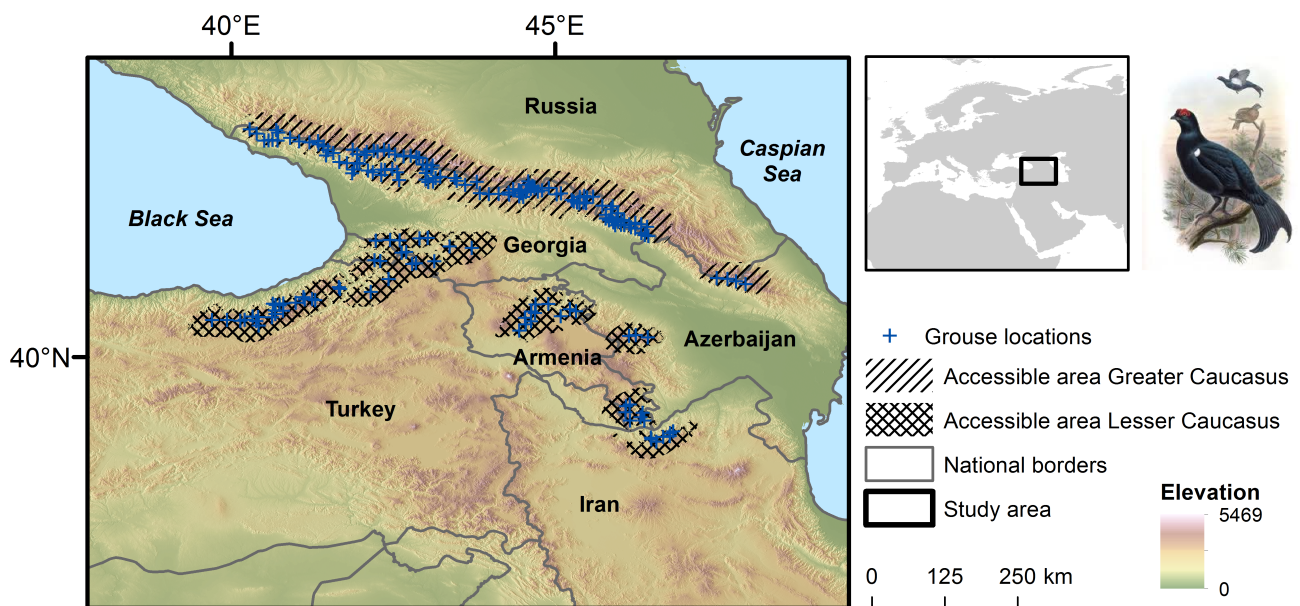 40°E
45°E
40°N
Russia
Caspian
Sea
Black Sea
Georgia
Azerbaijan
Armenia
Turkey
Iran
Grouse locations
Accessible area Greater Caucasus
Accessible area Lesser Caucasus
National borders
Study area
0 125 250 km
Elevation
5469
0